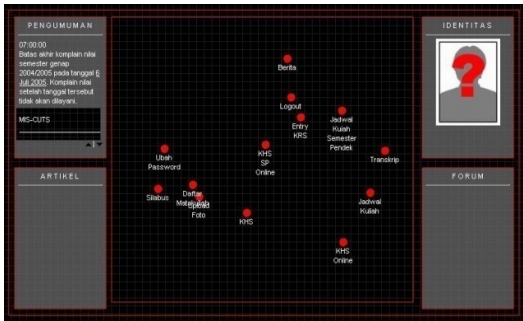 PENGUMUMAN
07:00:00
Batas akhir komplain nilai
semester genap
2004/2005 pada tanggal 6
Juli 2005. Komplain nilai
setelah tanggal tersebut
tidak akan dilayani.
MIS-CUTS
ARTIKEL
Berita
Logout
Entry
KRS
Jadwal
Kuliah
Semester
Pendek
KHS
SP
Online
Transkrip
Ubah
Password
Silabus
Daftar
Matakuliah
Upload
Foto
KHS
Jadwal
Kuliah
KHS
Online
IDENTITAS
?
FORUM